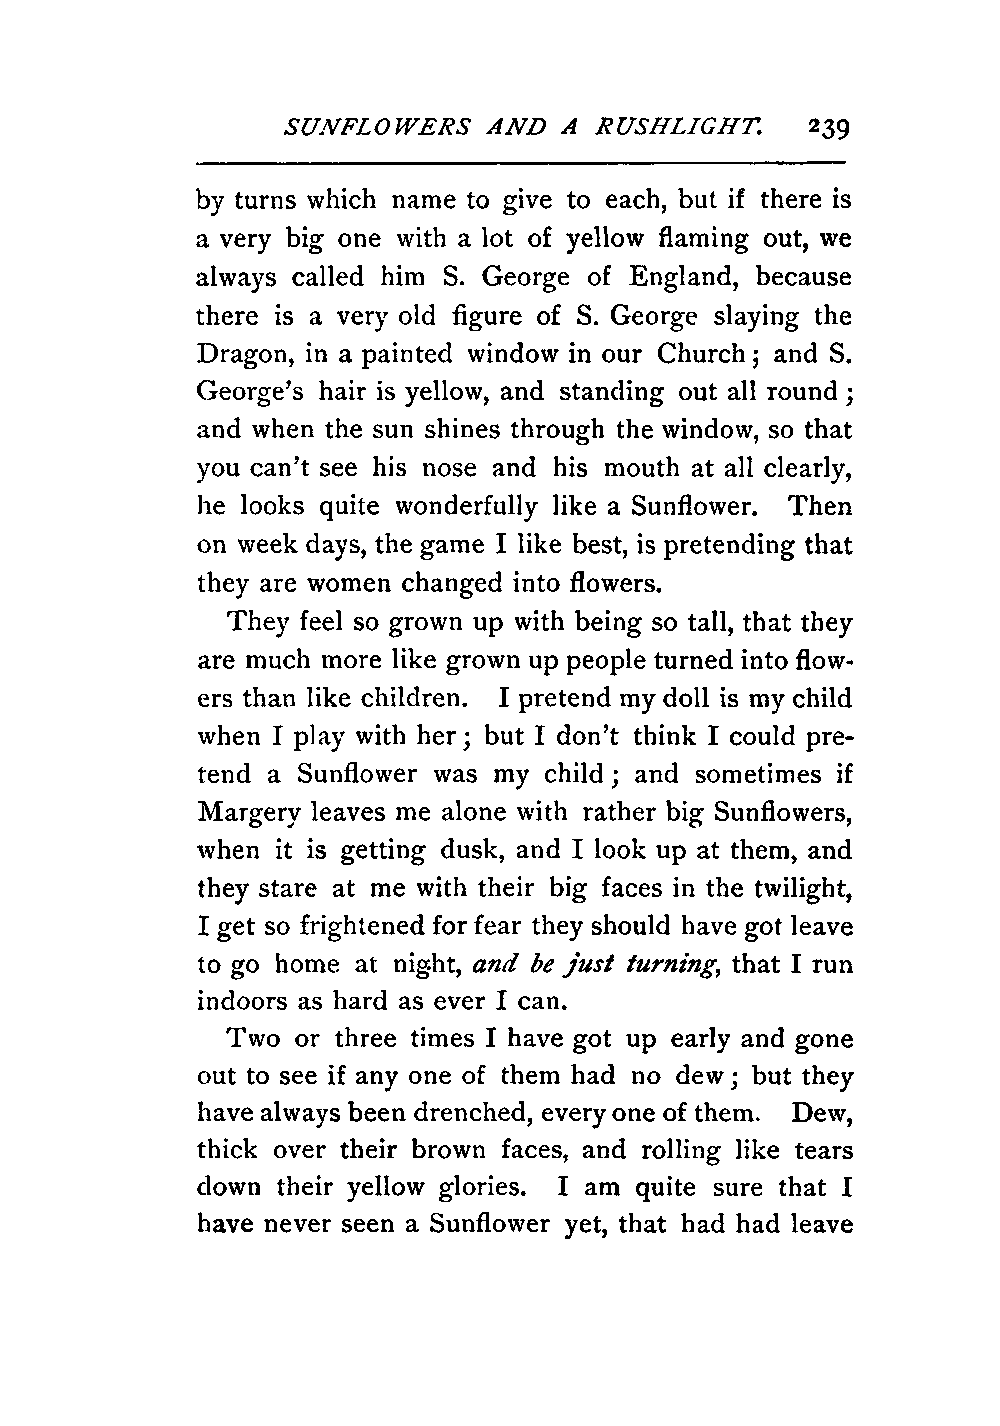 SUNFLOWERS AND A RUSHLIGHT. 239
by turns which name to give to each, but if there is
a very big one with a lot of yellow flaming out, we
always called him S. George of England, because
there is a very old figure of S. George slaying the
Dragon, in a painted window in our Church; and S.
George's hair is yellow, and standing out all round;
and when the sun shines through the window, so that
you can't see his nose and his mouth at all clearly,
he looks quite wonderfully like a Sunflower. Then
on week days, the game I like best, is pretending that
they are women changed into flowers.
They feel so grown up with being so tall, that they
are much more like grown up people turned into flow-
ers than like children. I pretend my doll is my child
when I play with her; but I don't think I could pre-
tend a Sunflower was my child; and sometimes if
Margery leaves me alone with rather big Sunflowers,
when it is getting dusk, and I look up at them, and
they stare at me with their big faces in the twilight,
I get so frightened for fear they should have got leave
to go home at night, and be just turning, that I run
indoors as hard as ever I can.
Two or three times I have got up early and gone
out to see if any one of them had no dew; but they
have always been drenched, every one of them. Dew,
thick over their brown faces, and rolling like tears
down their yellow glories. I am quite sure that I
have never seen a Sunflower yet, that had had leave